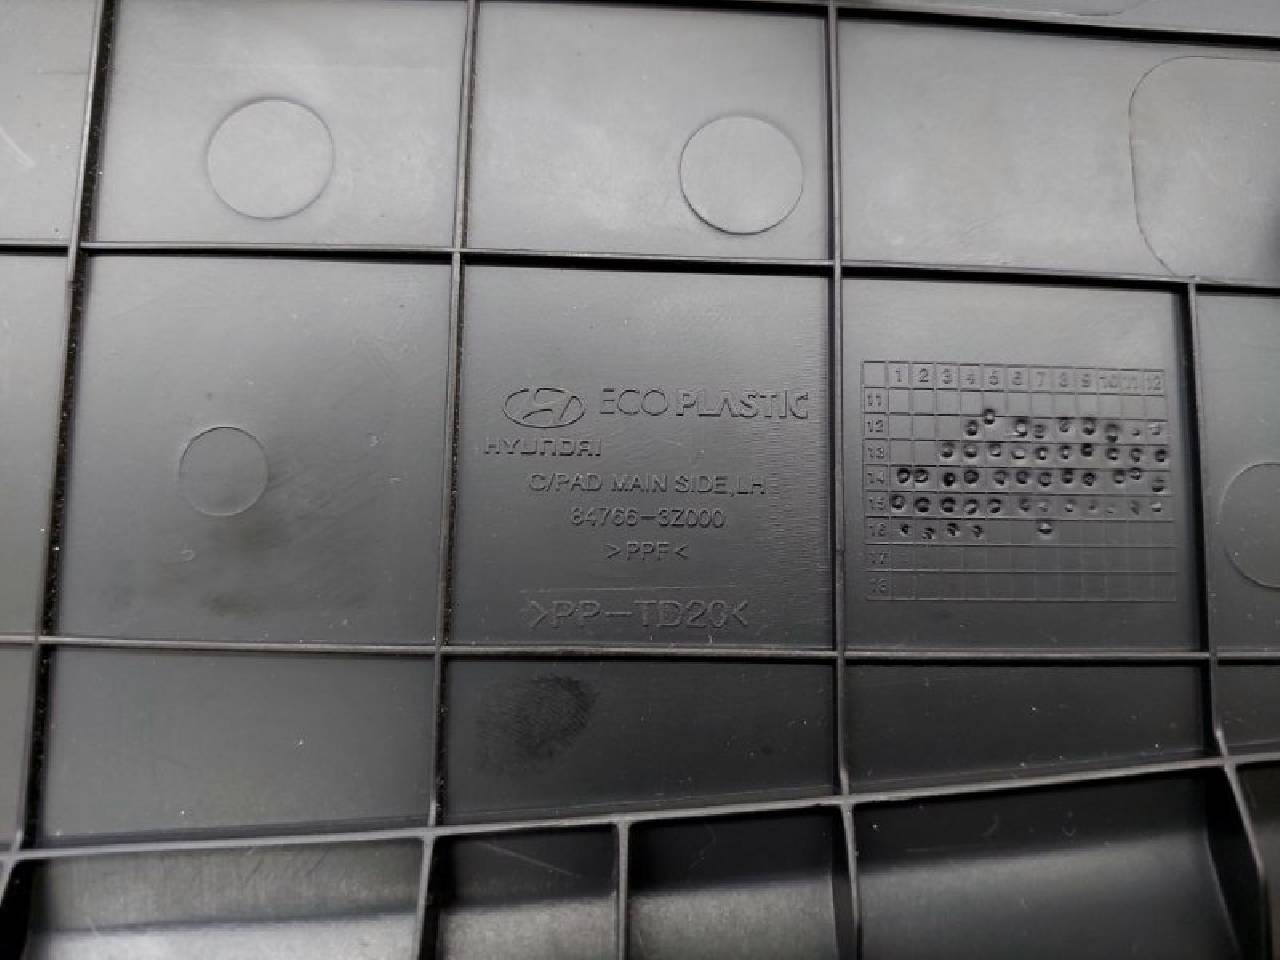 ECO PLASTIC
HYUNDAI
C/PAD MAIN SIDE,LH
84766-3Z000
>PPF<
>PP-TD20<
1 2 3 4 5 6 7 8 9 10 11 12
11
12
13
14
15
16
17
18